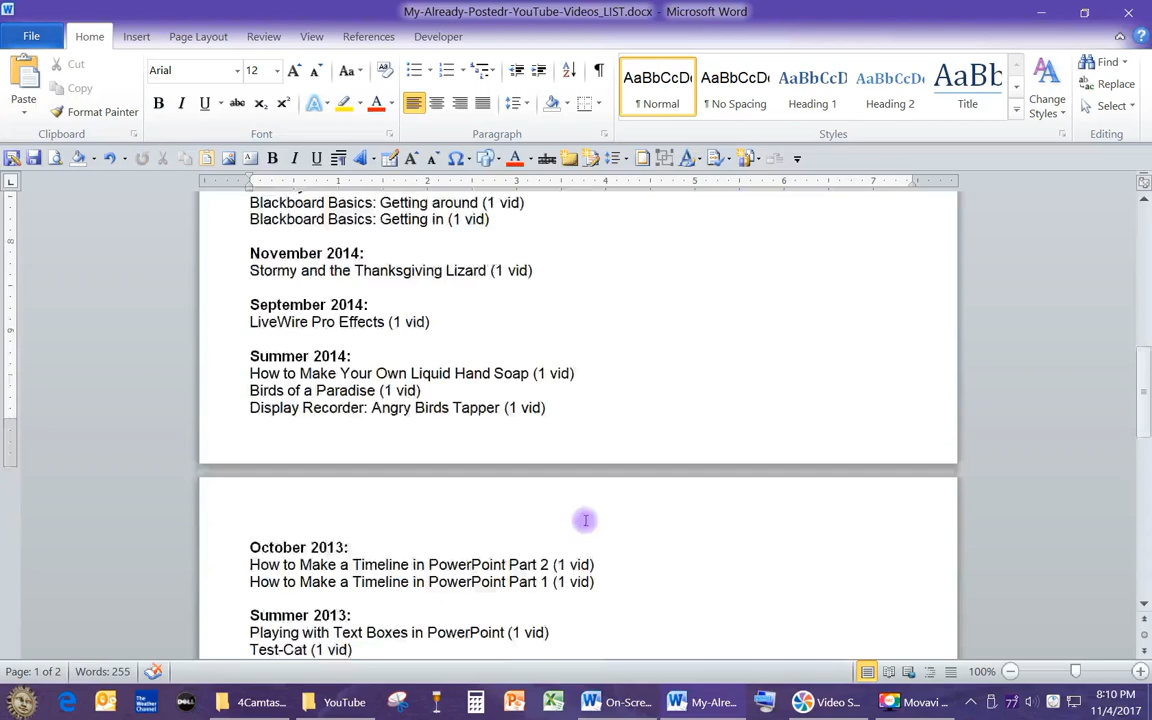 My-Already-Postedr-YouTube-Videos_LIST.docx - Microsoft Word
File Home Insert Page Layout Review View References Developer
Paste
Cut
Copy
Format Painter
Clipboard
Arial 12
Font
Paragraph
AaBbCcDc AaBbCcDc AaBbCcD AaBbCcD AaBb
¶ Normal ¶ No Spacing Heading 1 Heading 2 Title
Change Styles
Styles
Find
Replace
Select
Editing
Blackboard Basics: Getting around (1 vid)
Blackboard Basics: Getting in (1 vid)
November 2014:
Stormy and the Thanksgiving Lizard (1 vid)
September 2014:
LiveWire Pro Effects (1 vid)
Summer 2014:
How to Make Your Own Liquid Hand Soap (1 vid)
Birds of a Paradise (1 vid)
Display Recorder: Angry Birds Tapper (1 vid)
October 2013:
How to Make a Timeline in PowerPoint Part 2 (1 vid)
How to Make a Timeline in PowerPoint Part 1 (1 vid)
Summer 2013:
Playing with Text Boxes in PowerPoint (1 vid)
Test-Cat (1 vid)
Page: 1 of 2 Words: 255 100%
4Camtas... YouTube On-Scre... My-Alre... Video S... Movavi ...
8:10 PM
11/4/2017